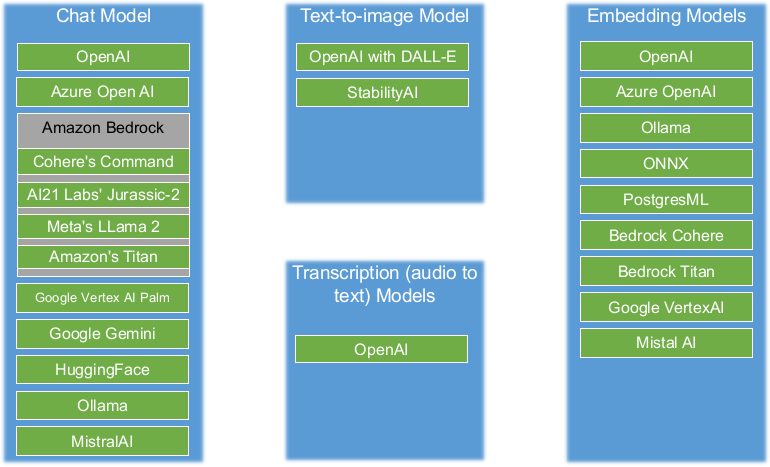 Chat Model
OpenAI
Azure Open AI
Amazon Bedrock
Cohere's Command
AI21 Labs' Jurassic-2
Meta's LLama 2
Amazon's Titan
Google Vertex AI Palm
Google Gemini
HuggingFace
Ollama
MistralAI
Text-to-image Model
OpenAI with DALL-E
StabilityAI
Transcription (audio to
text) Models
OpenAI
Embedding Models
OpenAI
Azure OpenAI
Ollama
ONNX
PostgresML
Bedrock Cohere
Bedrock Titan
Google VertexAI
Mistal AI